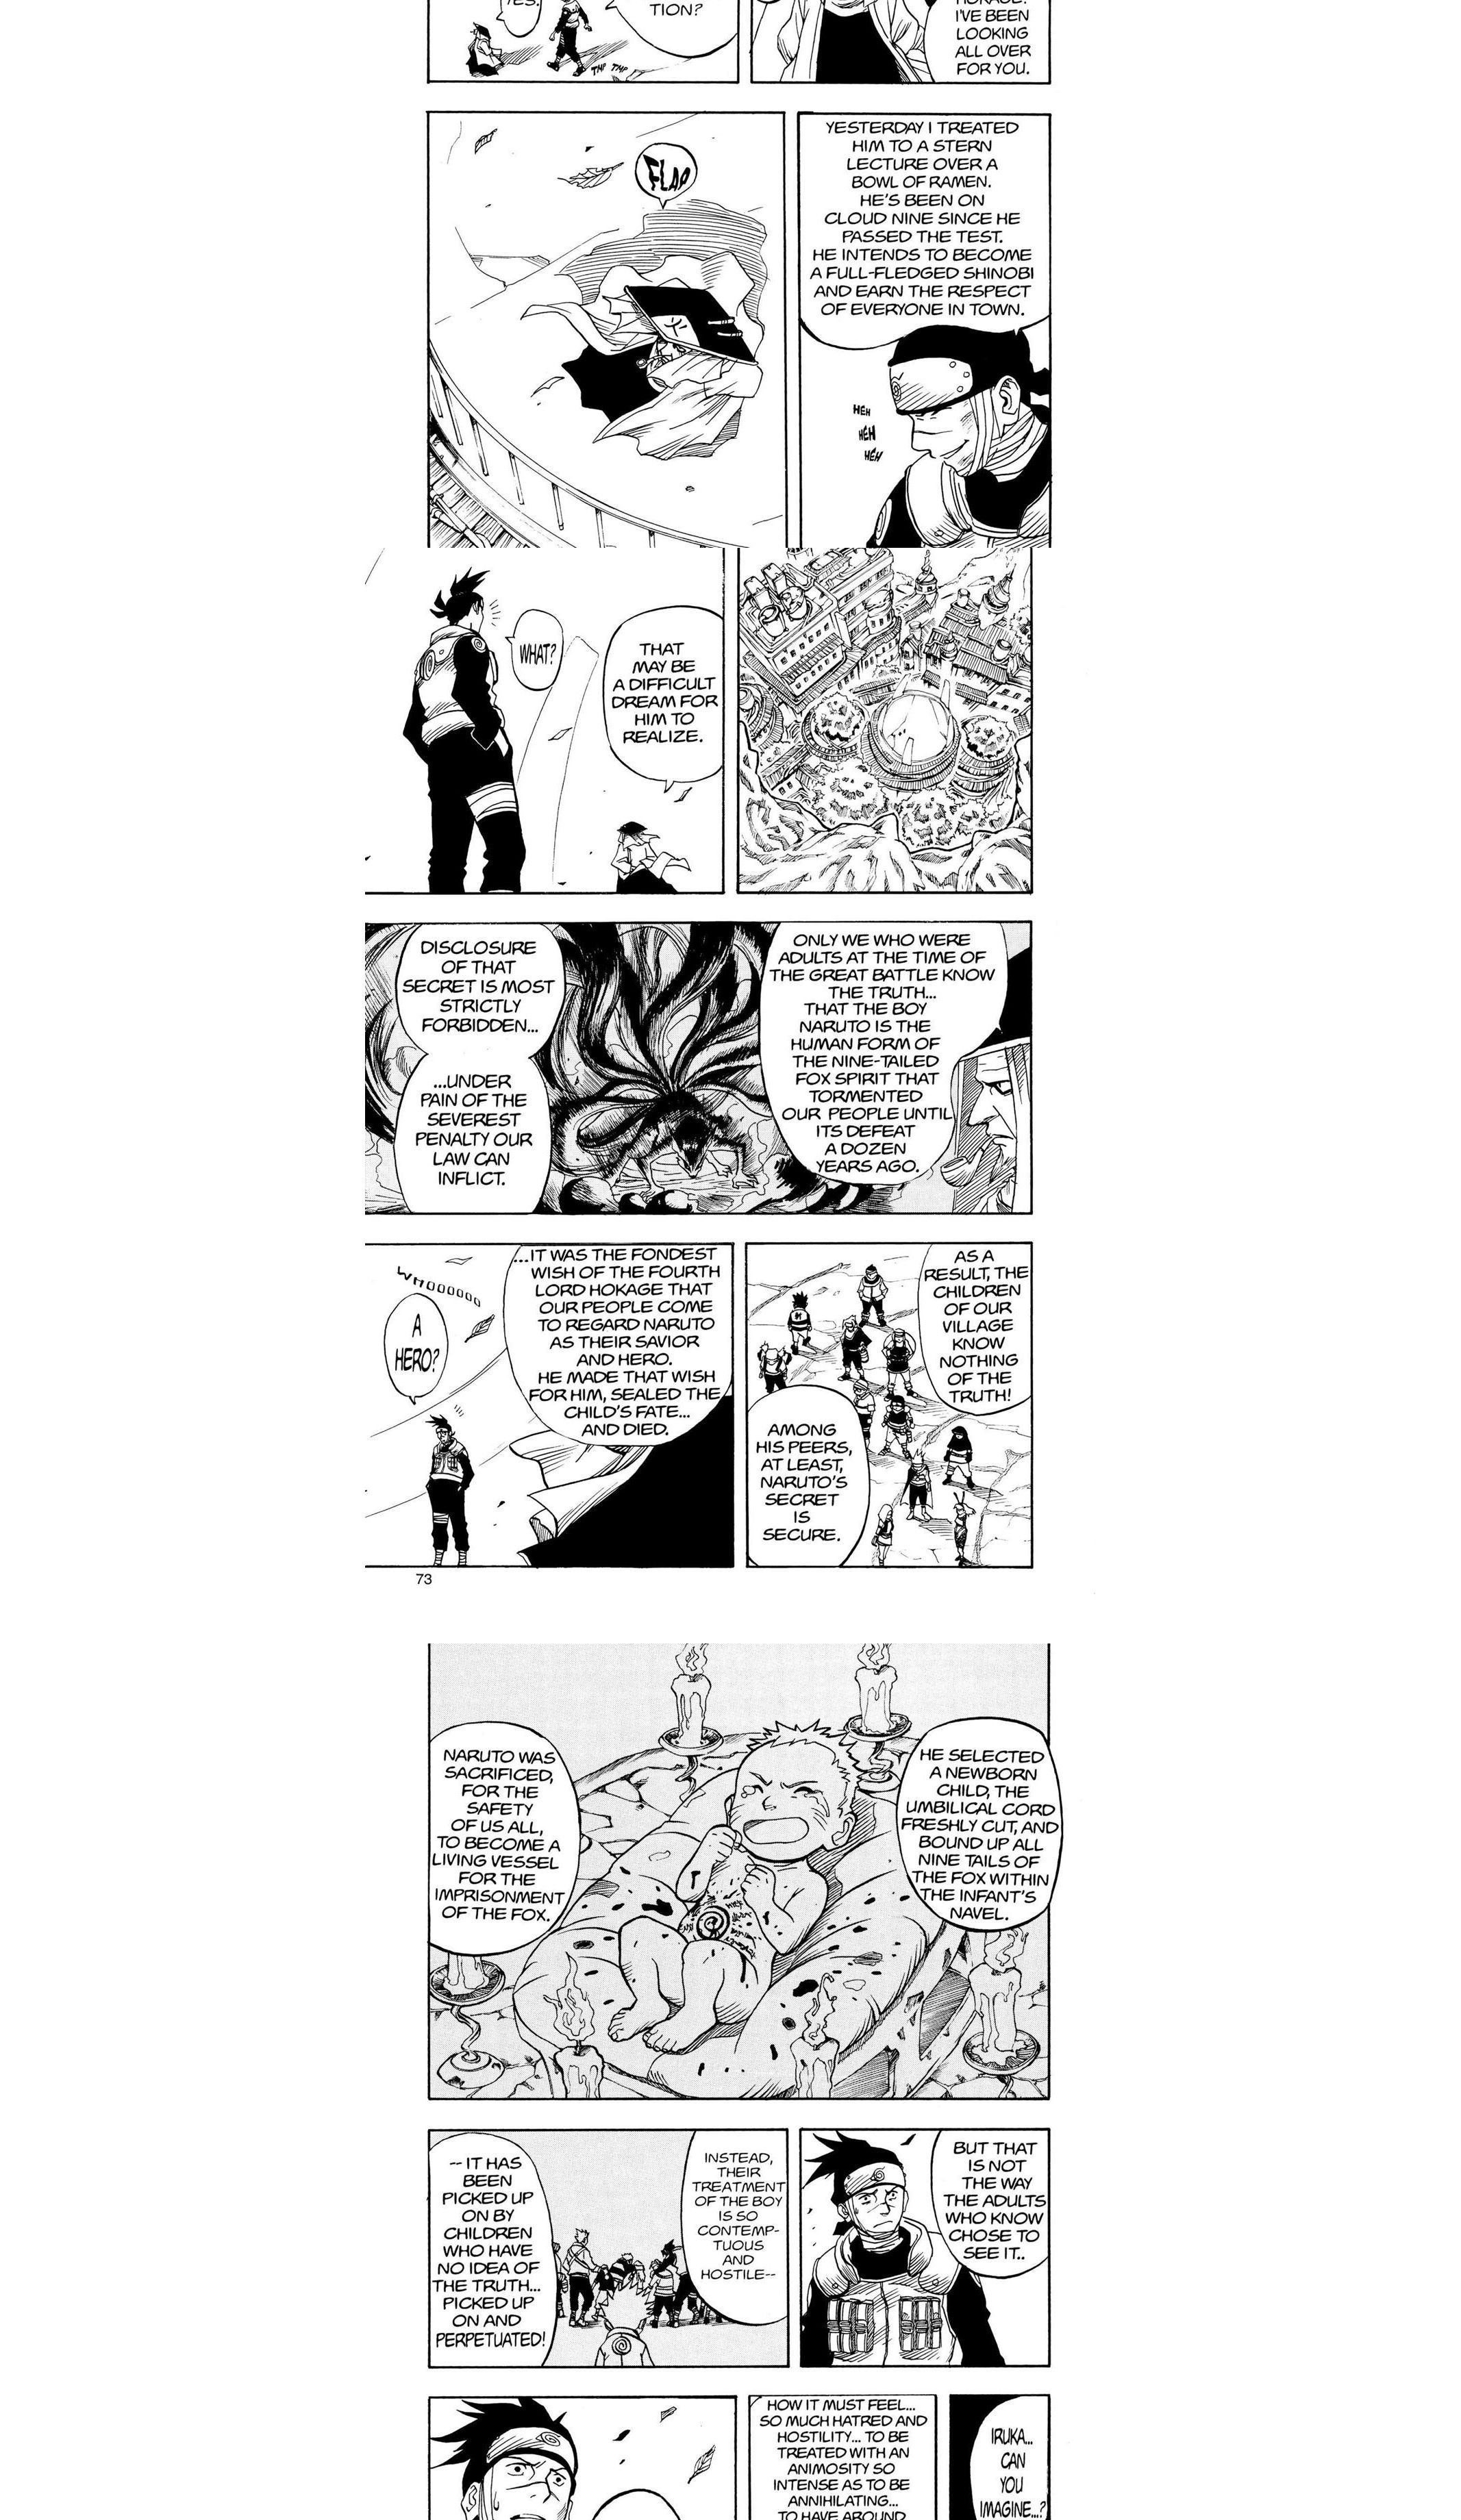 HOKAGE!
I'VE BEEN
LOOKING
ALL OVER
FOR YOU.
TION?
YES.
TMP TMP
YESTERDAY I TREATED
HIM TO A STERN
LECTURE OVER A
BOWL OF RAMEN.
HE'S BEEN ON
CLOUD NINE SINCE HE
PASSED THE TEST.
HE INTENDS TO BECOME
A FULL-FLEDGED SHINOBI
AND EARN THE RESPECT
OF EVERYONE IN TOWN.
HEH
HEH
HEH
FLAP
THAT
MAY BE
A DIFFICULT
DREAM FOR
HIM TO
REALIZE.
WHAT?
ONLY WE WHO WERE
ADULTS AT THE TIME OF
THE GREAT BATTLE KNOW
THE TRUTH...
THAT THE BOY
NARUTO IS THE
HUMAN FORM OF
THE NINE-TAILED
FOX SPIRIT THAT
TORMENTED
OUR PEOPLE UNTIL
ITS DEFEAT
A DOZEN
YEARS AGO.
DISCLOSURE
OF THAT
SECRET IS MOST
STRICTLY
FORBIDDEN...
...UNDER
PAIN OF THE
SEVEREST
PENALTY OUR
LAW CAN
INFLICT.
AS A
RESULT, THE
CHILDREN
OF OUR
VILLAGE
KNOW
NOTHING
OF THE
TRUTH!
AMONG
HIS PEERS,
AT LEAST,
NARUTO'S
SECRET
IS
SECURE.
...IT WAS THE FONDEST
WISH OF THE FOURTH
LORD HOKAGE THAT
OUR PEOPLE COME
TO REGARD NARUTO
AS THEIR SAVIOR
AND HERO.
HE MADE THAT WISH
FOR HIM, SEALED THE
CHILD'S FATE...
AND DIED.
WHOOOOOOO
A
HERO?
73
HE SELECTED
A NEWBORN
CHILD, THE
UMBILICAL CORD
FRESHLY CUT, AND
BOUND UP ALL
NINE TAILS OF
THE FOX WITHIN
THE INFANT'S
NAVEL.
NARUTO WAS
SACRIFICED,
FOR THE
SAFETY
OF US ALL,
TO BECOME A
LIVING VESSEL
FOR THE
IMPRISONMENT
OF THE FOX.
BUT THAT
IS NOT
THE WAY
THE ADULTS
WHO KNOW
CHOSE TO
SEE IT..
INSTEAD,
THEIR
TREATMENT
OF THE BOY
IS SO
CONTEMP-
TUOUS
AND
HOSTILE--
-- IT HAS
BEEN
PICKED UP
ON BY
CHILDREN
WHO HAVE
NO IDEA OF
THE TRUTH...
PICKED UP
ON AND
PERPETUATED!
IRUKA...
CAN
YOU
IMAGINE...?
HOW IT MUST FEEL...
SO MUCH HATRED AND
HOSTILITY... TO BE
TREATED WITH AN
ANIMOSITY SO
INTENSE AS TO BE
ANNIHILATING...
TO HAVE AROUND